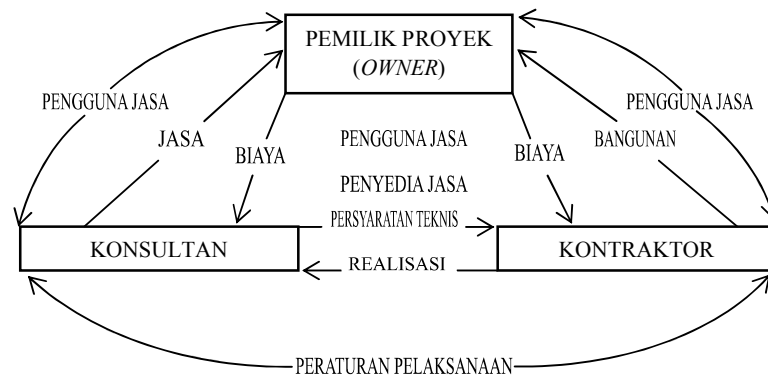 PEMILIK PROYEK
(OWNER)
PENGGUNA JASA
PENGGUNA JASA
JASA
BIAYA
PENGGUNA JASA
BIAYA
BANGUNAN
PENYEDIA JASA
PERSYARATAN TEKNIS
KONSULTAN
KONTRAKTOR
REALISASI
PERATURAN PELAKSANAAN